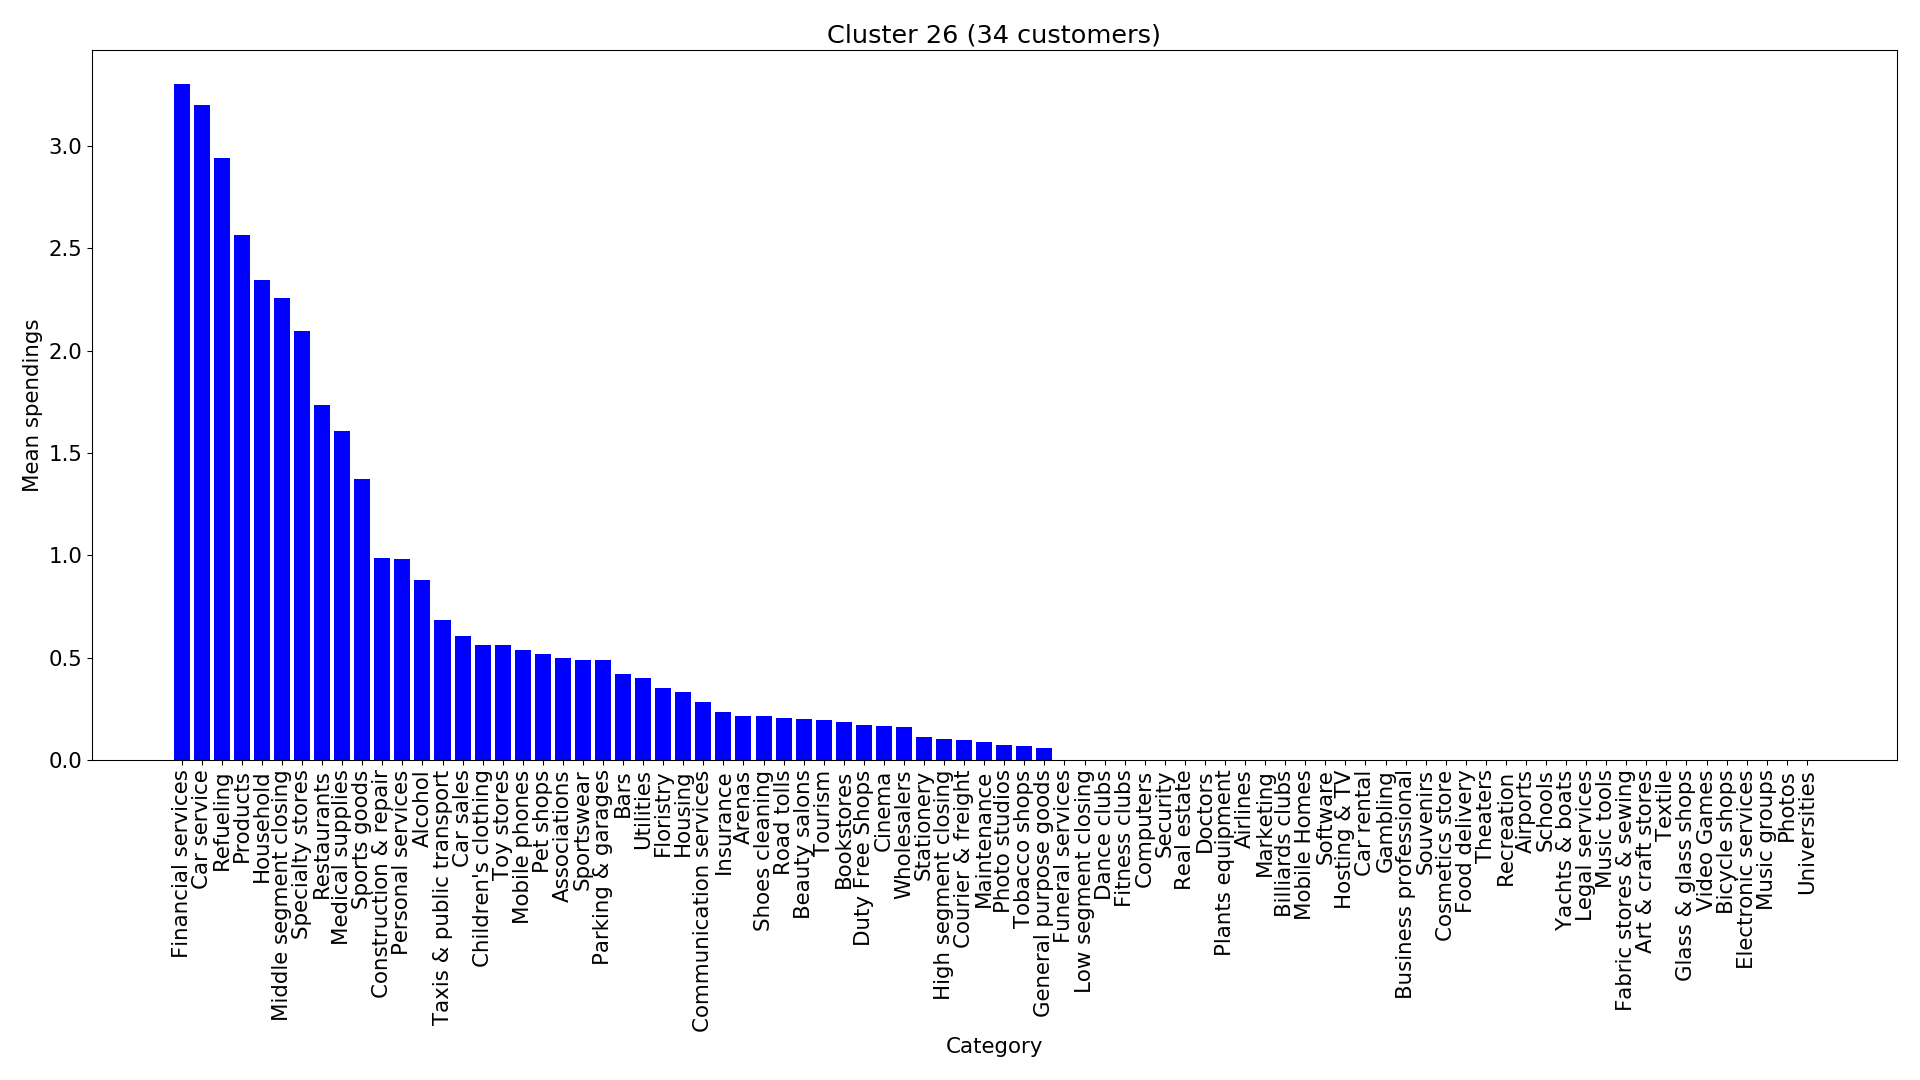 Cluster 26 (34 customers)
Mean spendings
3.0
2.5
2.0
1.5
1.0
0.5
0.0
Financial services
Car service
Refueling
Products
Household
Middle segment closing
Specialty stores
Restaurants
Medical supplies
Sports goods
Construction & repair
Personal services
Alcohol
Taxis & public transport
Car sales
Children's clothing
Toy stores
Mobile phones
Pet shops
Associations
Sportswear
Parking & garages
Bars
Utilities
Floristry
Housing
Communication services
Insurance
Arenas
Shoes cleaning
Road tolls
Beauty salons
Tourism
Bookstores
Duty Free Shops
Cinema
Wholesalers
Stationery
High segment closing
Courier & freight
Maintenance
Photo studios
Tobacco shops
General purpose goods
Funeral services
Low segment closing
Dance clubs
Fitness clubs
Computers
Security
Real estate
Doctors
Plants equipment
Airlines
Marketing
Billiards clubs
Mobile Homes
Software
Hosting & TV
Car rental
Gambling
Business professional
Souvenirs
Cosmetics store
Food delivery
Theaters
Recreation
Airports
Schools
Yachts & boats
Legal services
Music tools
Fabric stores & sewing
Art & craft stores
Textile
Glass & glass shops
Video Games
Bicycle shops
Electronic services
Music groups
Photos
Universities
Category